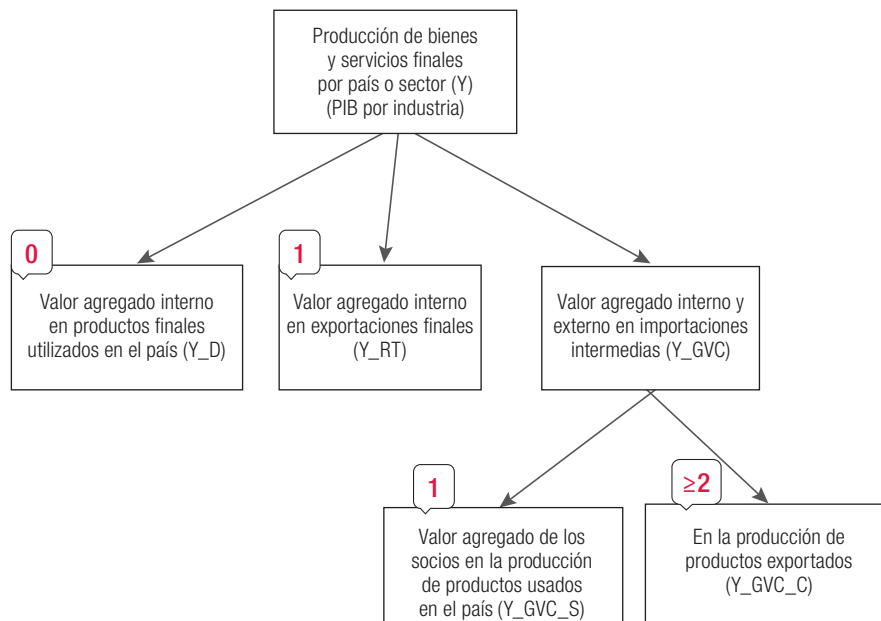 Producción de bienes
y servicios finales
por país o sector (Y)
(PIB por industria)
0
Valor agregado interno
en productos finales
utilizados en el país (Y_D)
1
Valor agregado interno
en exportaciones finales
(Y_RT)
Valor agregado interno y
externo en importaciones
intermedias (Y_GVC)
1
Valor agregado de los
socios en la producción
de productos usados
en el país (Y_GVC_S)
≥2
En la producción de
productos exportados
(Y_GVC_C)